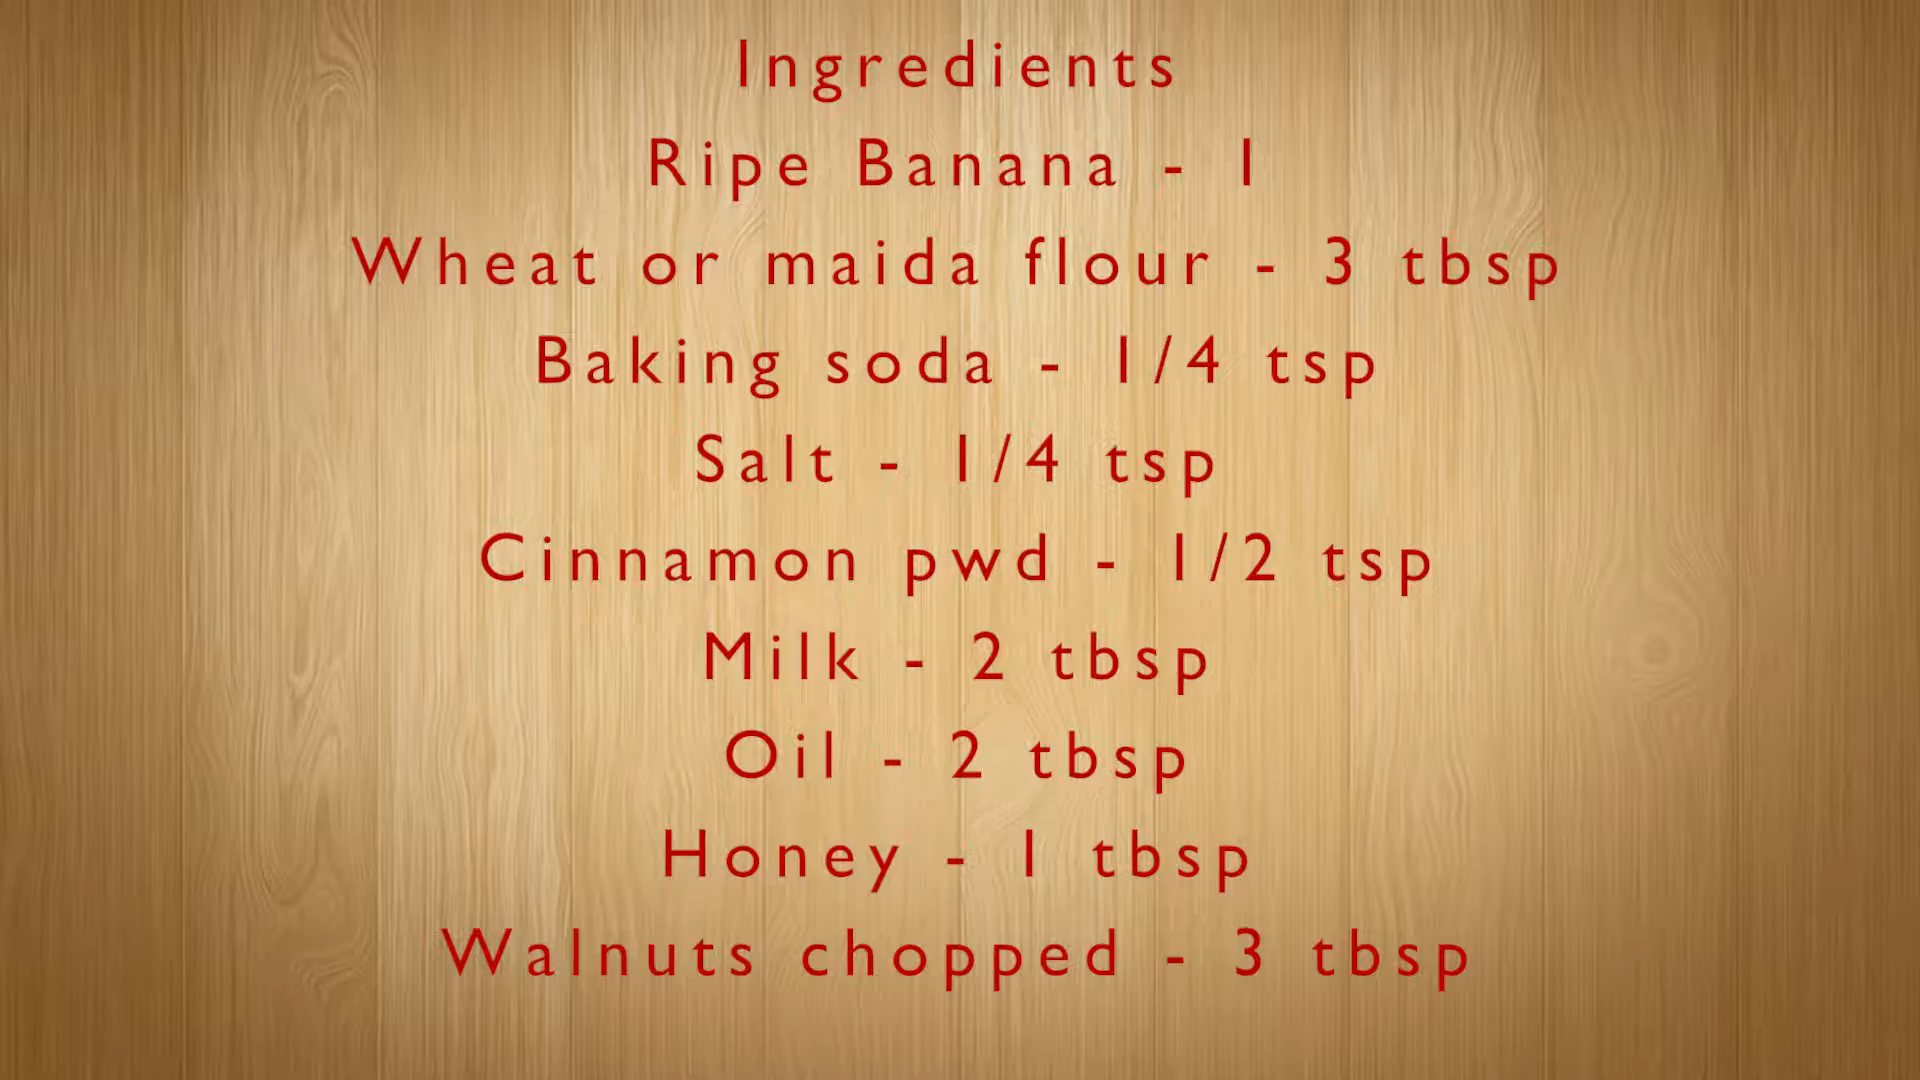 Ingredients
Ripe Banana - 1
Wheat or maida flour - 3 tbsp
Baking soda - 1/4 tsp
Salt - 1/4 tsp
Cinnamon pwd - 1/2 tsp
Milk - 2 tbsp
Oil - 2 tbsp
Honey - 1 tbsp
Walnuts chopped - 3 tbsp